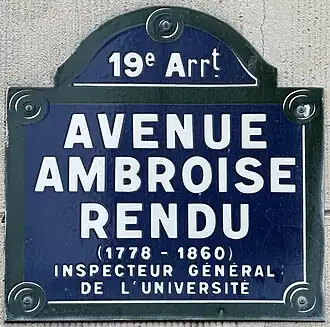 19e Arrt
AVENUE
AMBROISE
RENDU
(1778 - 1860)
INSPECTEUR GÉNÉRAL
DE L'UNIVERSITÉ